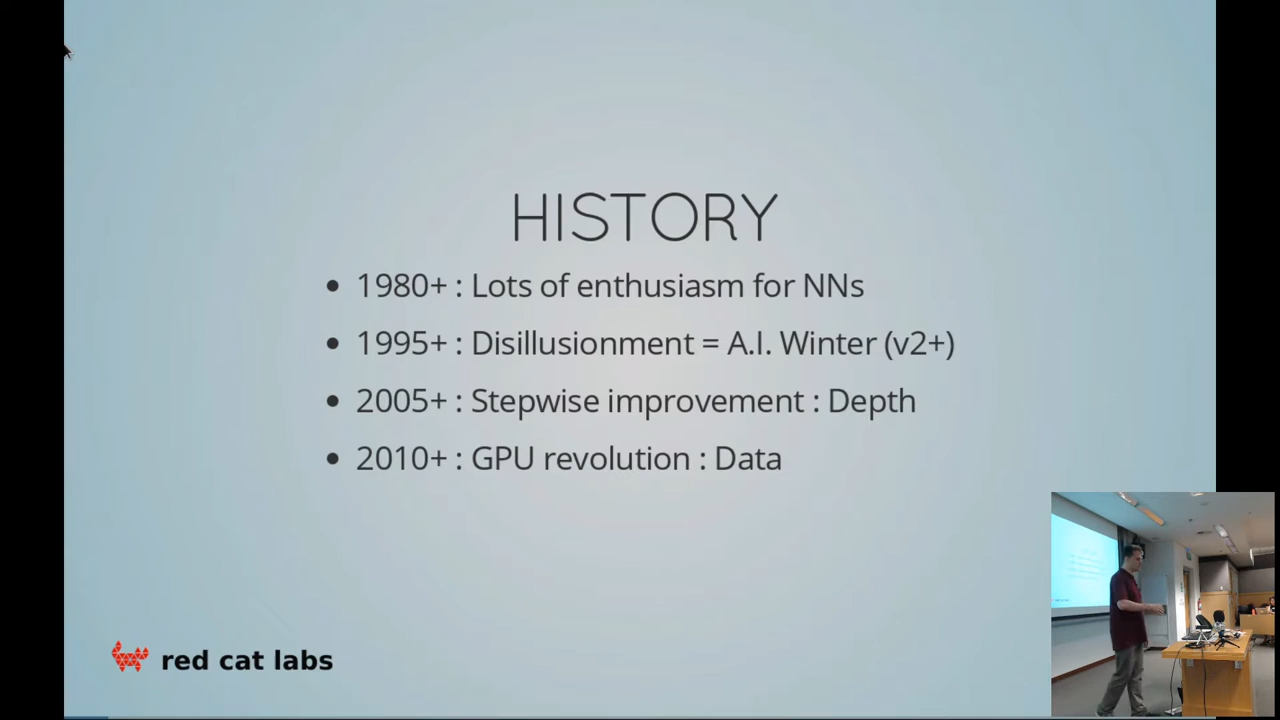 HISTORY
1980+ : Lots of enthusiasm for NNs
1995+ : Disillusionment = A.I. Winter (v2+)
2005+ : Stepwise improvement : Depth
2010+ : GPU revolution : Data
red cat labs